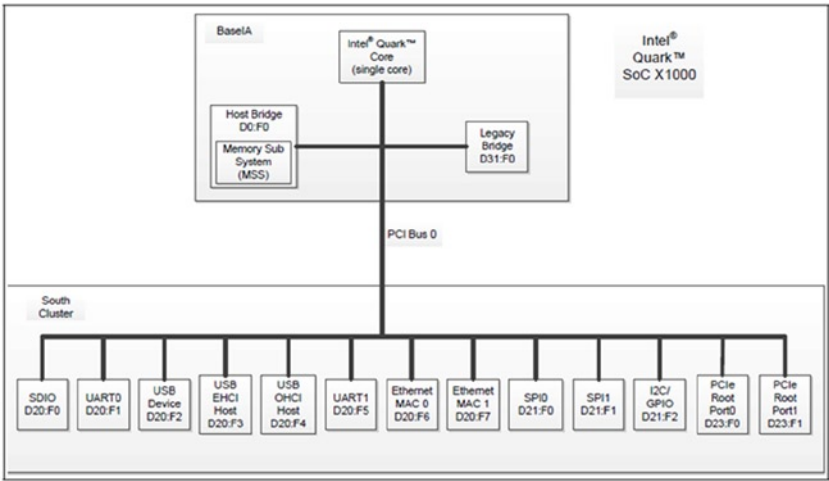 BaseIA
Intel® Quark™
Core
(single core)
Intel®
Quark™
SoC X1000
Host Bridge
D0:F0
Memory Sub
System
(MSS)
Legacy
Bridge
D31:F0
PCI Bus 0
South
Cluster
SDIO
D20:F0
UART0
D20:F1
USB
Device
D20:F2
USB
EHCI
Host
D20:F3
USB
OHCI
Host
D20:F4
UART1
D20:F5
Ethernet
MAC 0
D20:F6
Ethernet
MAC 1
D20:F7
SPI0
D21:F0
SPI1
D21:F1
I2C/
GPIO
D21:F2
PCIe
Root
Port0
D23:F0
PCIe
Root
Port1
D23:F1